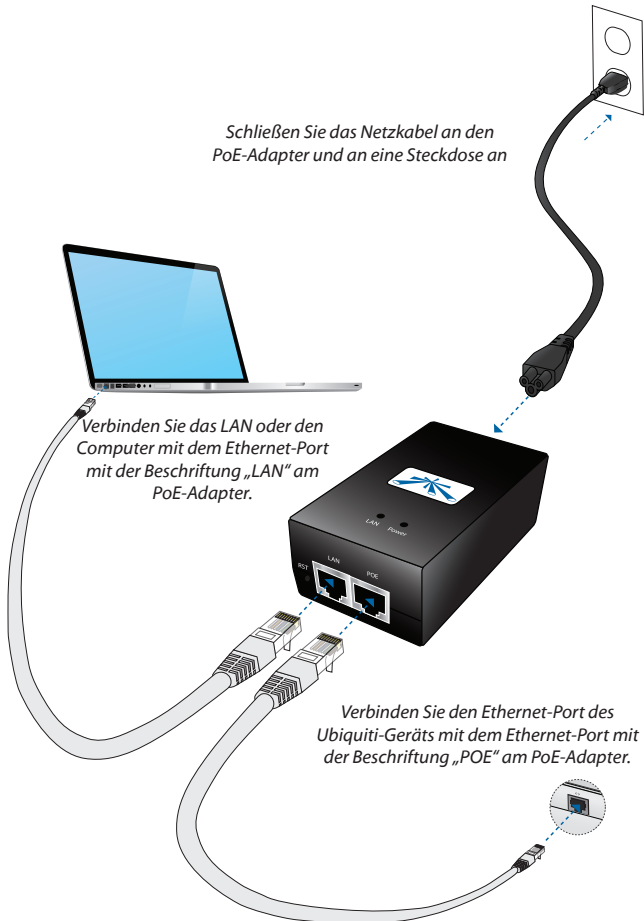 Schließen Sie das Netzkabel an den
PoE-Adapter und an eine Steckdose an
Verbinden Sie das LAN oder den
Computer mit dem Ethernet-Port
mit der Beschriftung „LAN“ am
PoE-Adapter.
LAN Power
RST LAN POE
Verbinden Sie den Ethernet-Port des
Ubiquiti-Geräts mit dem Ethernet-Port mit
der Beschriftung „POE“ am PoE-Adapter.